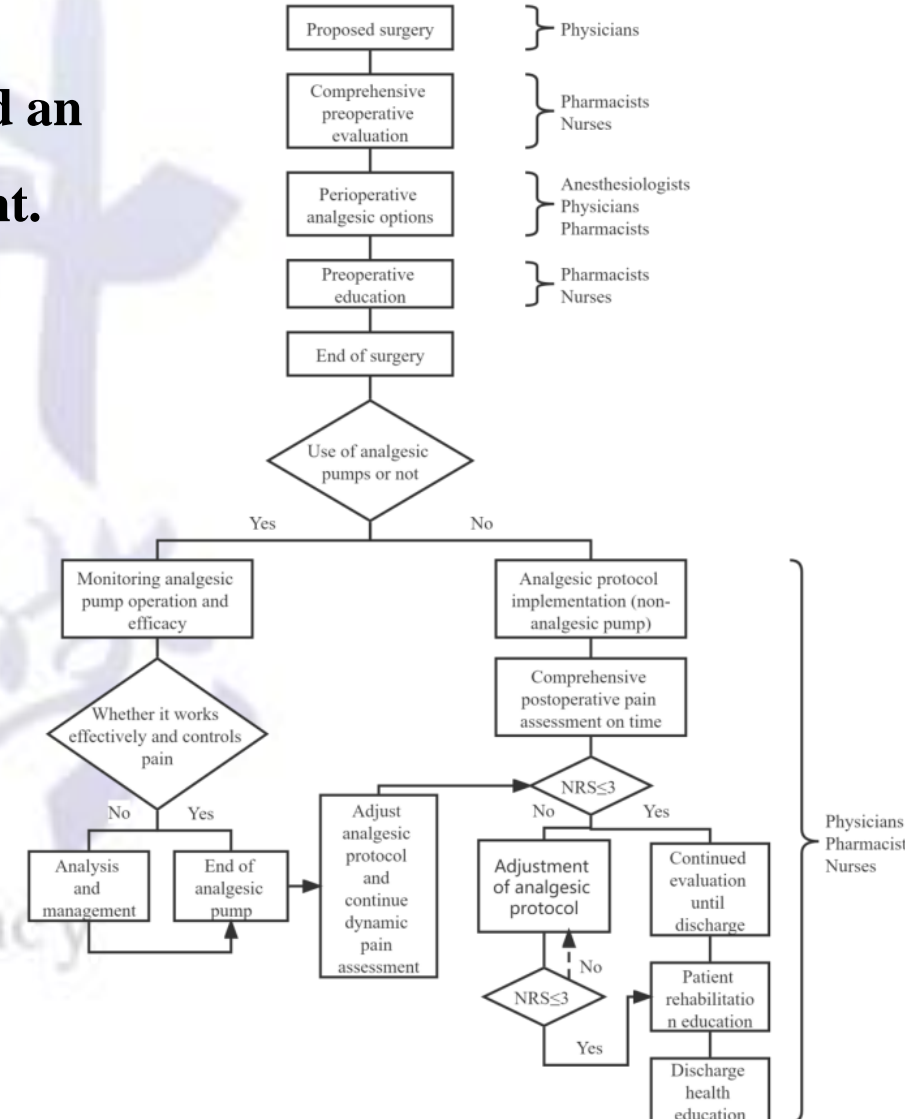 d an
nt.
Proposed surgery
Physicians
Comprehensive
preoperative
evaluation
Pharmacists
Nurses
Perioperative
analgesic options
Anesthesiologists
Physicians
Pharmacists
Preoperative
education
Pharmacists
Nurses
End of surgery
Use of analgesic
pumps or not
Yes
No
Monitoring analgesic
pump operation and
efficacy
Analgesic protocol
implementation (non-
analgesic pump)
Comprehensive
postoperative pain
assessment on time
Whether it works
effectively and controls
pain
No
Yes
Analysis
and
management
End of
analgesic
pump
Adjust
analgesic
protocol
and
continue
dynamic
pain
assessment
NRS≤3
No
Yes
Adjustment
of analgesic
protocol
Continued
evaluation
until
discharge
No
NRS≤3
Yes
Patient
rehabilitatio
n education
Discharge
health
education
Physicians
Pharmacist
Nurses
acy